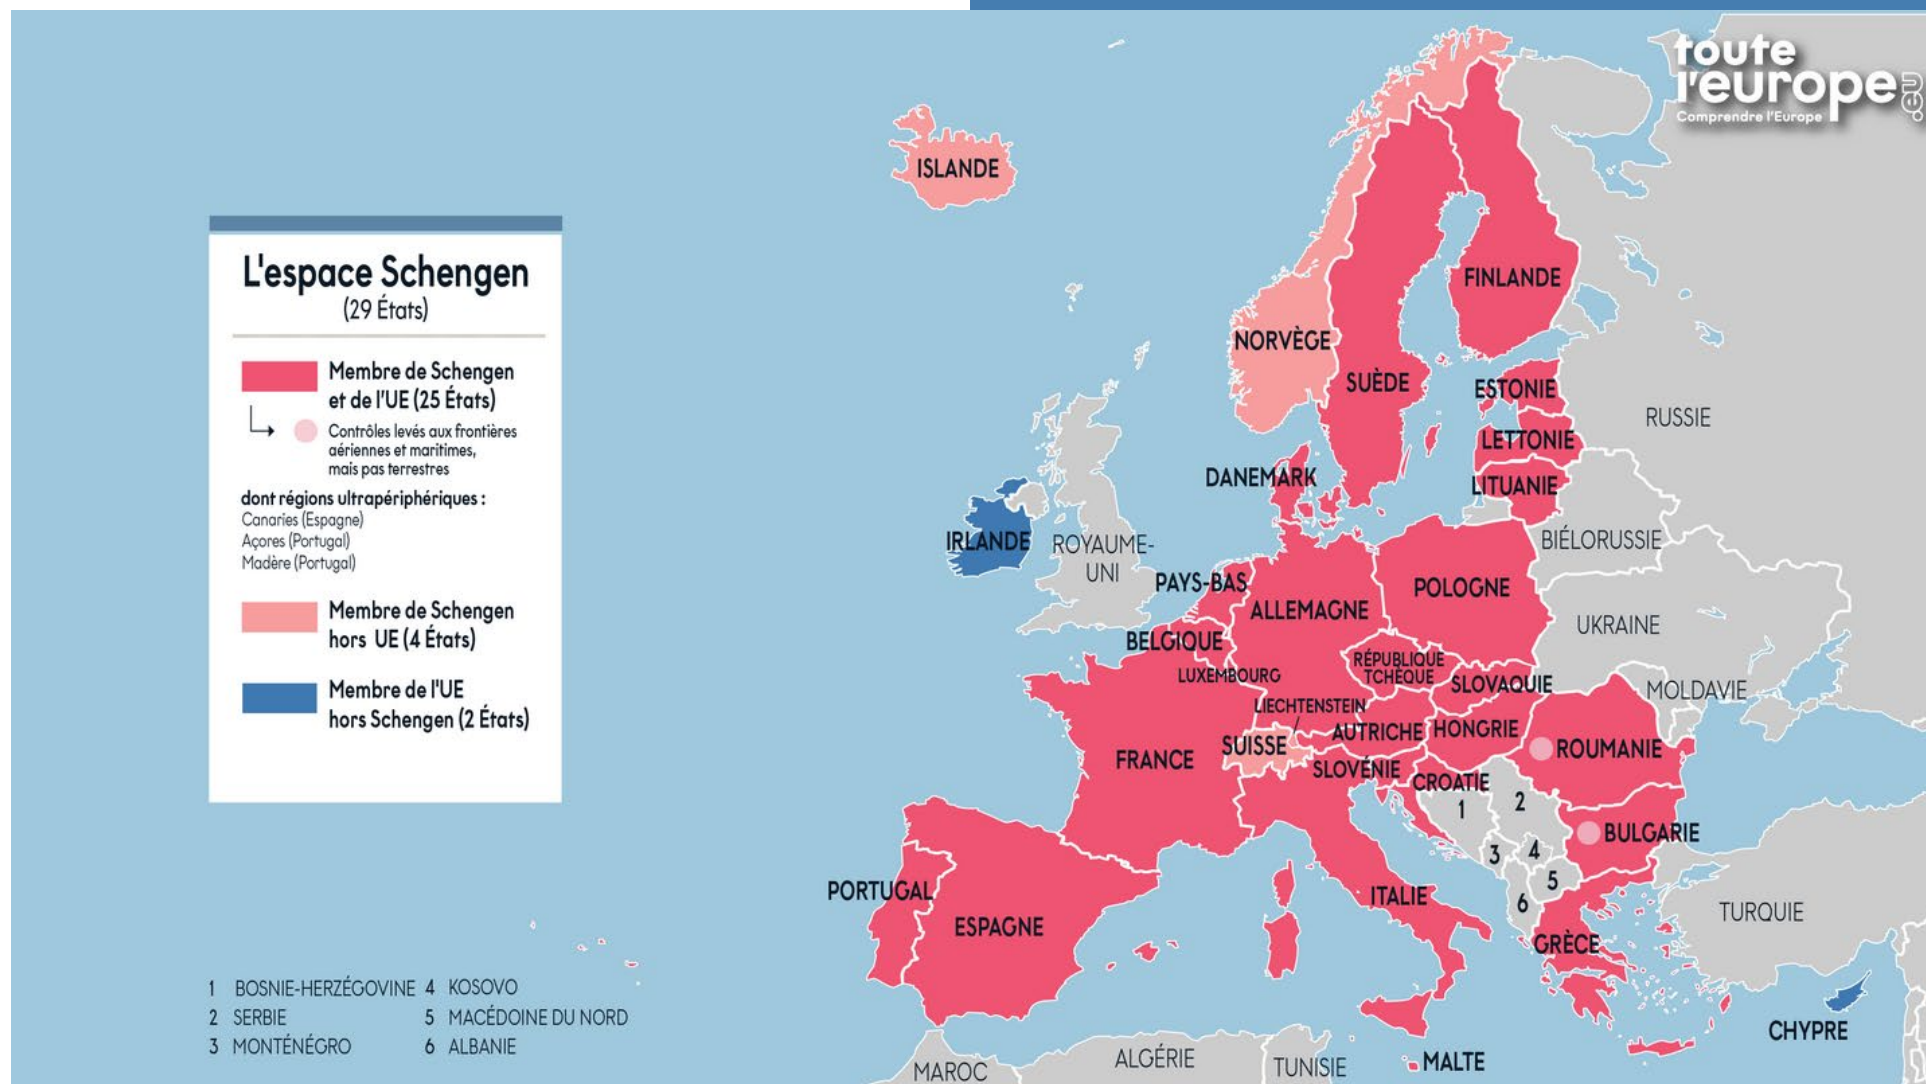 toute
l'europe
.eu
Comprendre l'Europe
L'espace Schengen
(29 États)
Membre de Schengen
et de l'UE (25 États)
Contrôles levés aux frontières
aériennes et maritimes,
mais pas terrestres
dont régions ultrapériphériques :
Canaries (Espagne)
Açores (Portugal)
Madère (Portugal)
Membre de Schengen
hors UE (4 États)
Membre de l'UE
hors Schengen (2 États)
ISLANDE
FINLANDE
NORVÈGE
SUÈDE
ESTONIE
RUSSIE
LETTONIE
DANEMARK
LITUANIE
IRLANDE
ROYAUME-
UNI
BIÉLORUSSIE
PAYS-BAS
POLOGNE
ALLEMAGNE
UKRAINE
BELGIQUE
RÉPUBLIQUE
TCHÈQUE
LUXEMBOURG
SLOVAQUIE
MOLDAVIE
LIECHTENSTEIN
AUTRICHE
HONGRIE
SUISSE
ROUMANIE
FRANCE
SLOVÉNIE
CROATIE
1
2
BULGARIE
3
4
5
6
PORTUGAL
ITALIE
ESPAGNE
TURQUIE
GRÈCE
CHYPRE
MALTE
MAROC
ALGÉRIE
TUNISIE
1 BOSNIE-HERZÉGOVINE
2 SERBIE
3 MONTÉNÉGRO
4 KOSOVO
5 MACÉDOINE DU NORD
6 ALBANIE